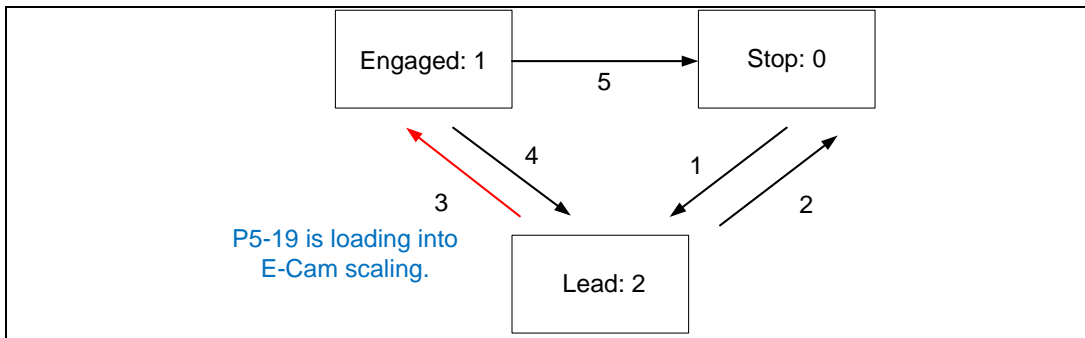 Engaged: 1
Stop: 0
5
4
1
3
2
P5-19 is loading into
E-Cam scaling.
Lead: 2